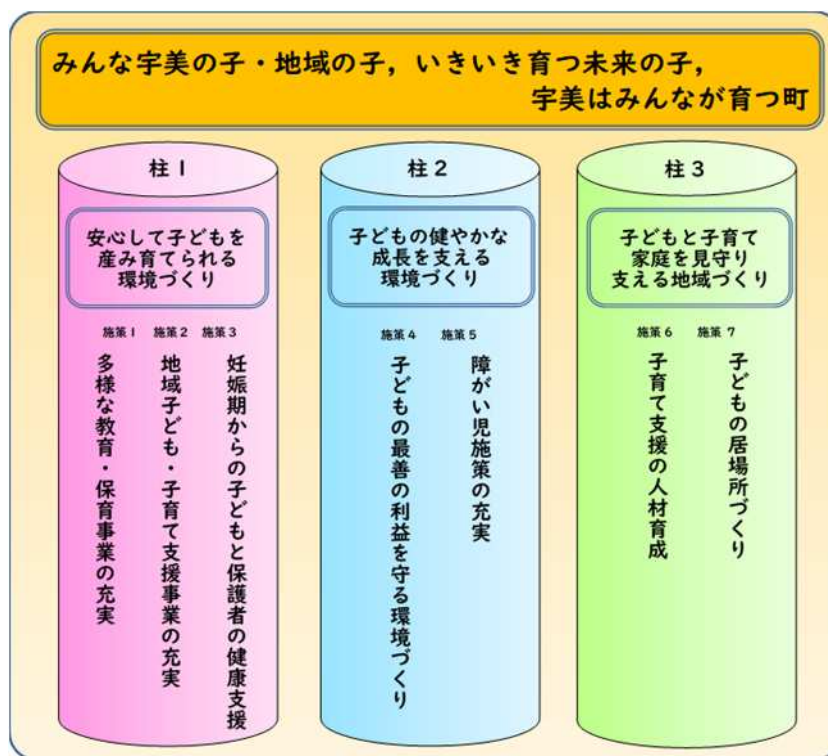 みんな宇美の子・地域の子，いきいき育つ未来の子，
宇美はみんなが育つ町
柱１
安心して子どもを
産み育てられる
環境づくり
施策１
多様な教育・保育事業の充実
施策２
地域子ども・子育て支援事業の充実
施策３
妊娠期からの子どもと保護者の健康支援
柱２
子どもの健やかな
成長を支える
環境づくり
施策４
子どもの最善の利益を守る環境づくり
施策５
障がい児施策の充実
柱３
子どもと子育て
家庭を見守り
支える地域づくり
施策６
子育て支援の人材育成
施策７
子どもの居場所づくり